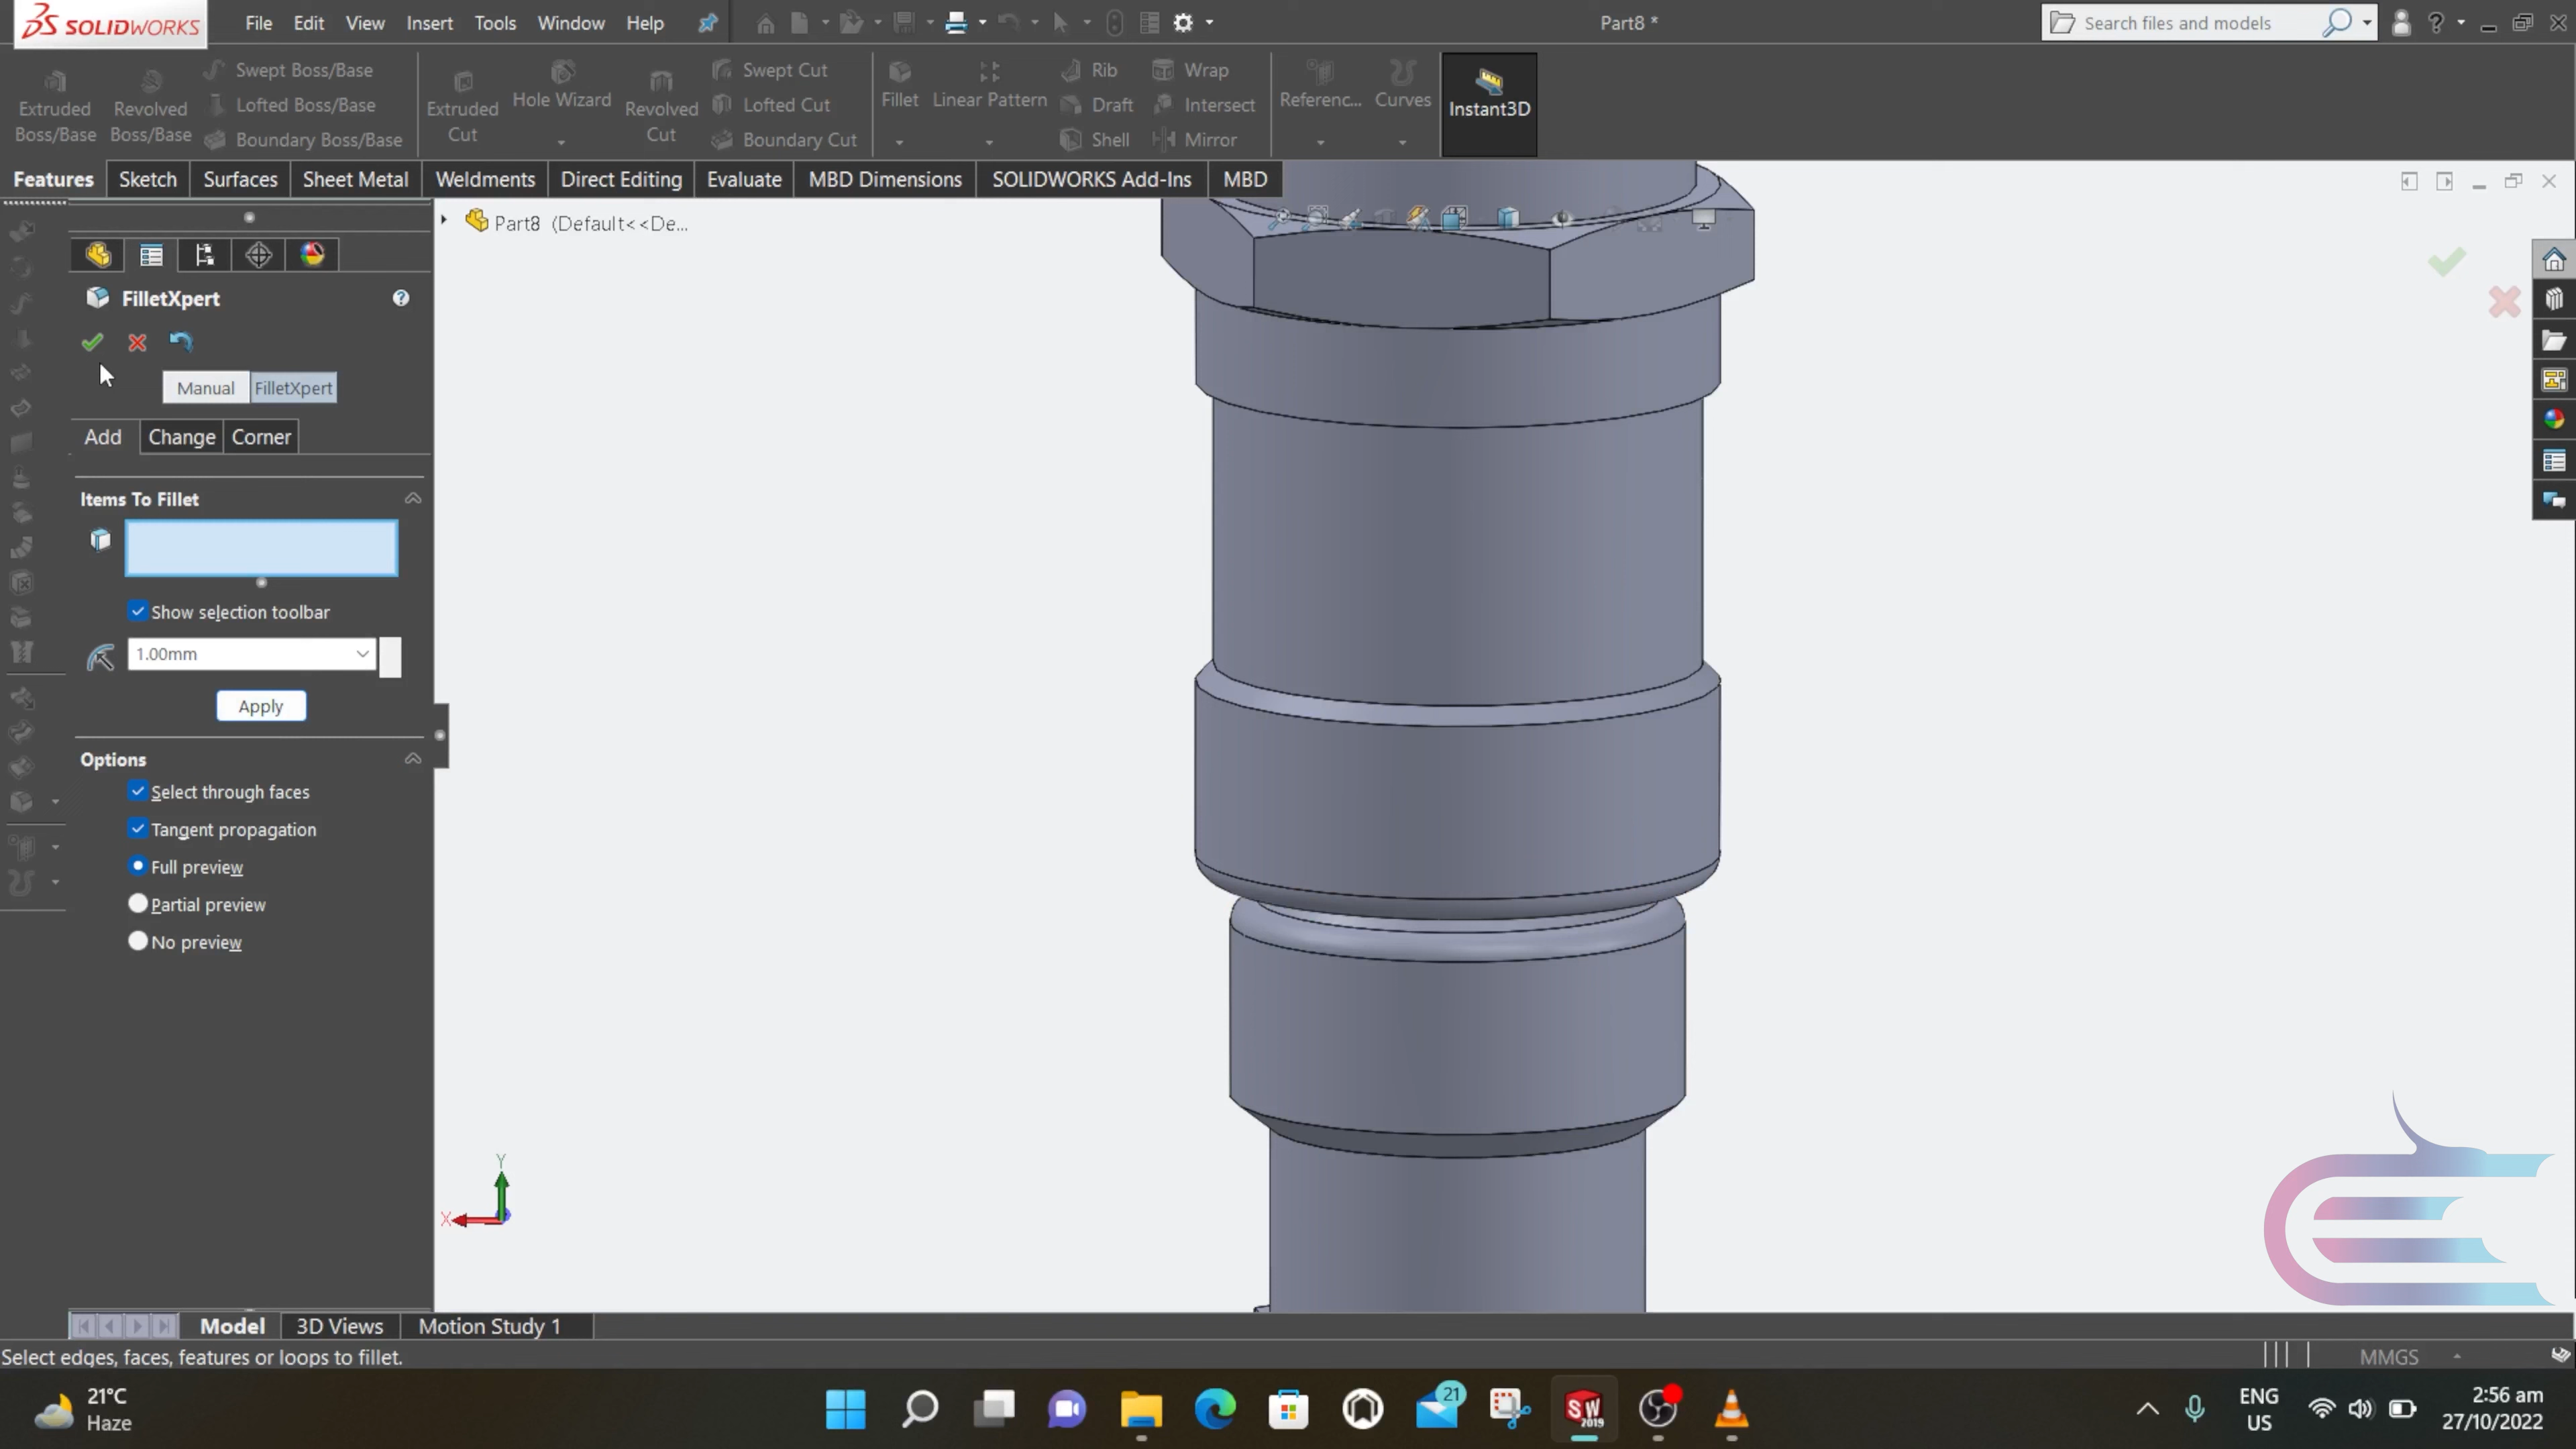 SOLIDWORKS File Edit View Insert Tools Window Help Part8 * Search files and models
Extruded Boss/Base
Revolved Boss/Base
Swept Boss/Base
Lofted Boss/Base
Boundary Boss/Base
Extruded Cut
Hole Wizard
Revolved Cut
Swept Cut
Lofted Cut
Boundary Cut
Fillet
Linear Pattern
Rib
Draft
Shell
Wrap
Intersect
Mirror
Referenc...
Curves
Instant3D
Features Sketch Surfaces Sheet Metal Weldments Direct Editing Evaluate MBD Dimensions SOLIDWORKS Add-Ins MBD
Part8 (Default<<De...
FilletXpert
Manual FilletXpert
Add Change Corner
Items To Fillet
Show selection toolbar
1.00mm
Apply
Options
Select through faces
Tangent propagation
Full preview
Partial preview
No preview
Y
X
Model 3D Views Motion Study 1
Select edges, faces, features or loops to fillet.
MMGS
21°C
Haze
21
SW
2019
ENG
US
2:56 am
27/10/2022